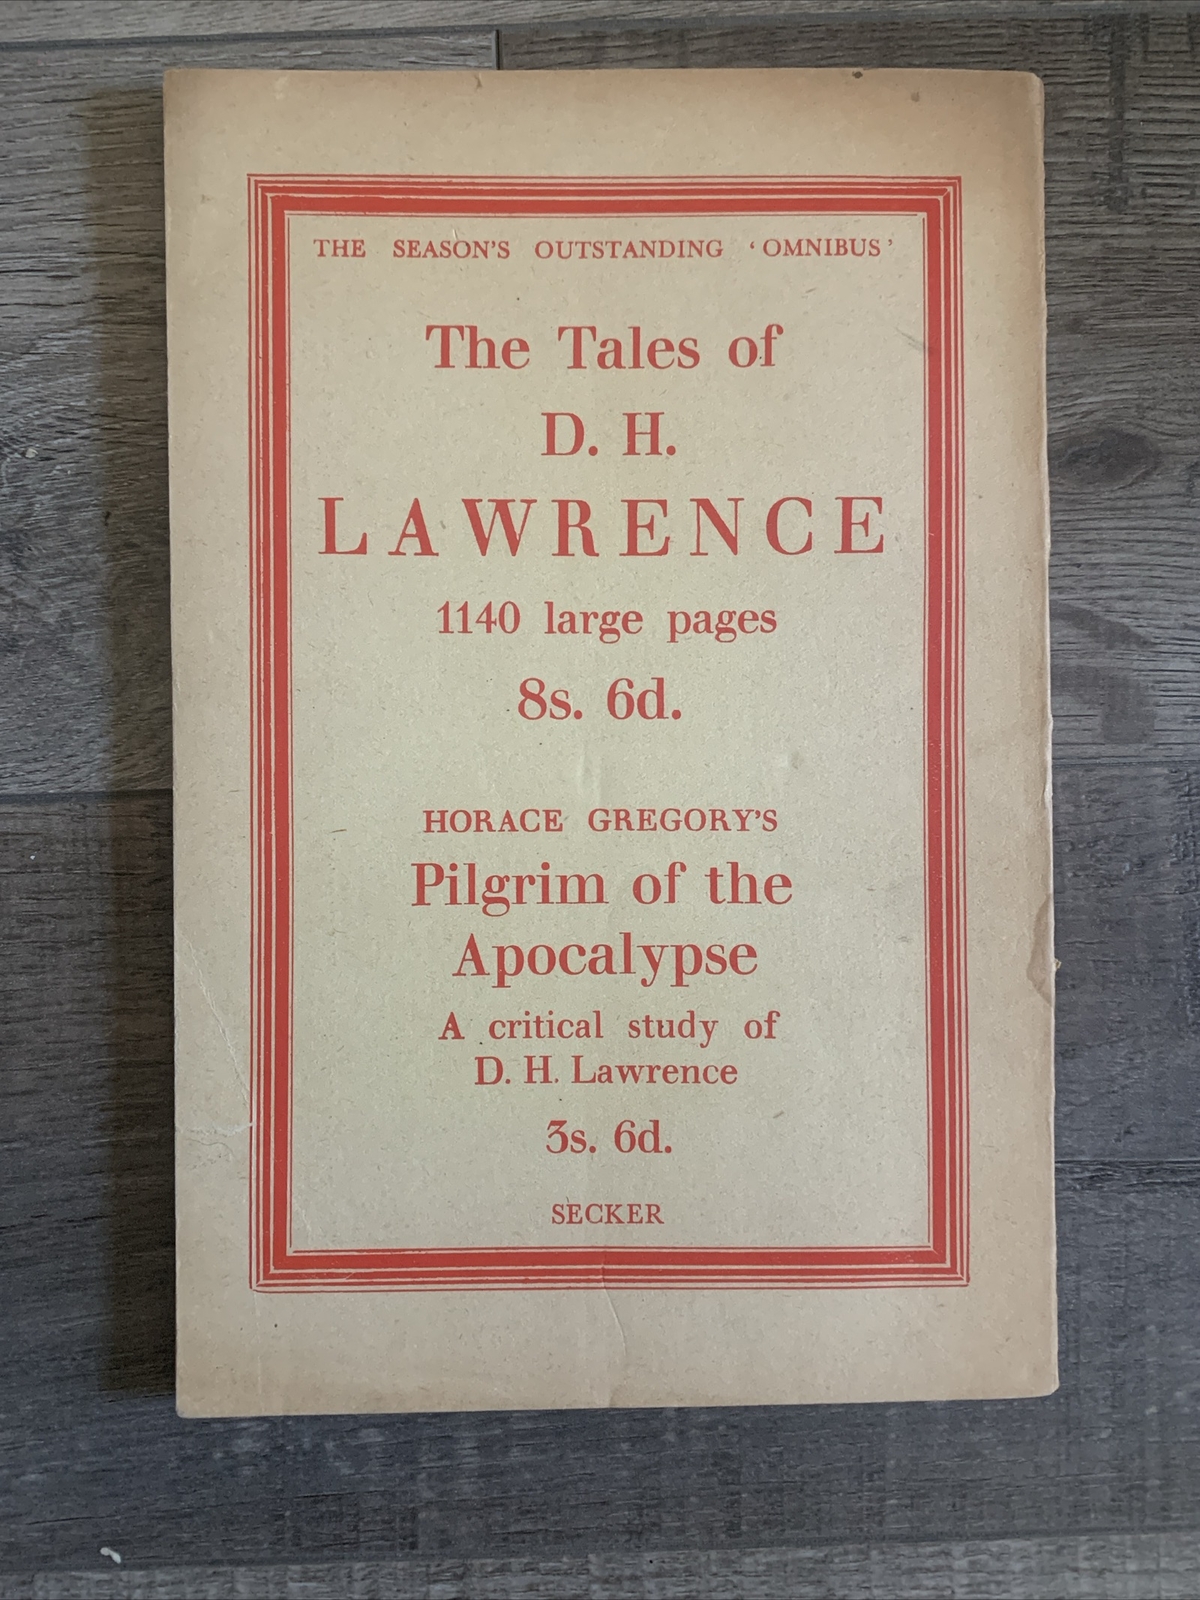 THE SEASON'S OUTSTANDING ‘OMNIBUS’
The Tales of
D. H.
LAWRENCE
1140 large pages
8s. 6d.
HORACE GREGORY'S
Pilgrim of the
Apocalypse
A critical study of
D. H. Lawrence
3s. 6d.
SECKER